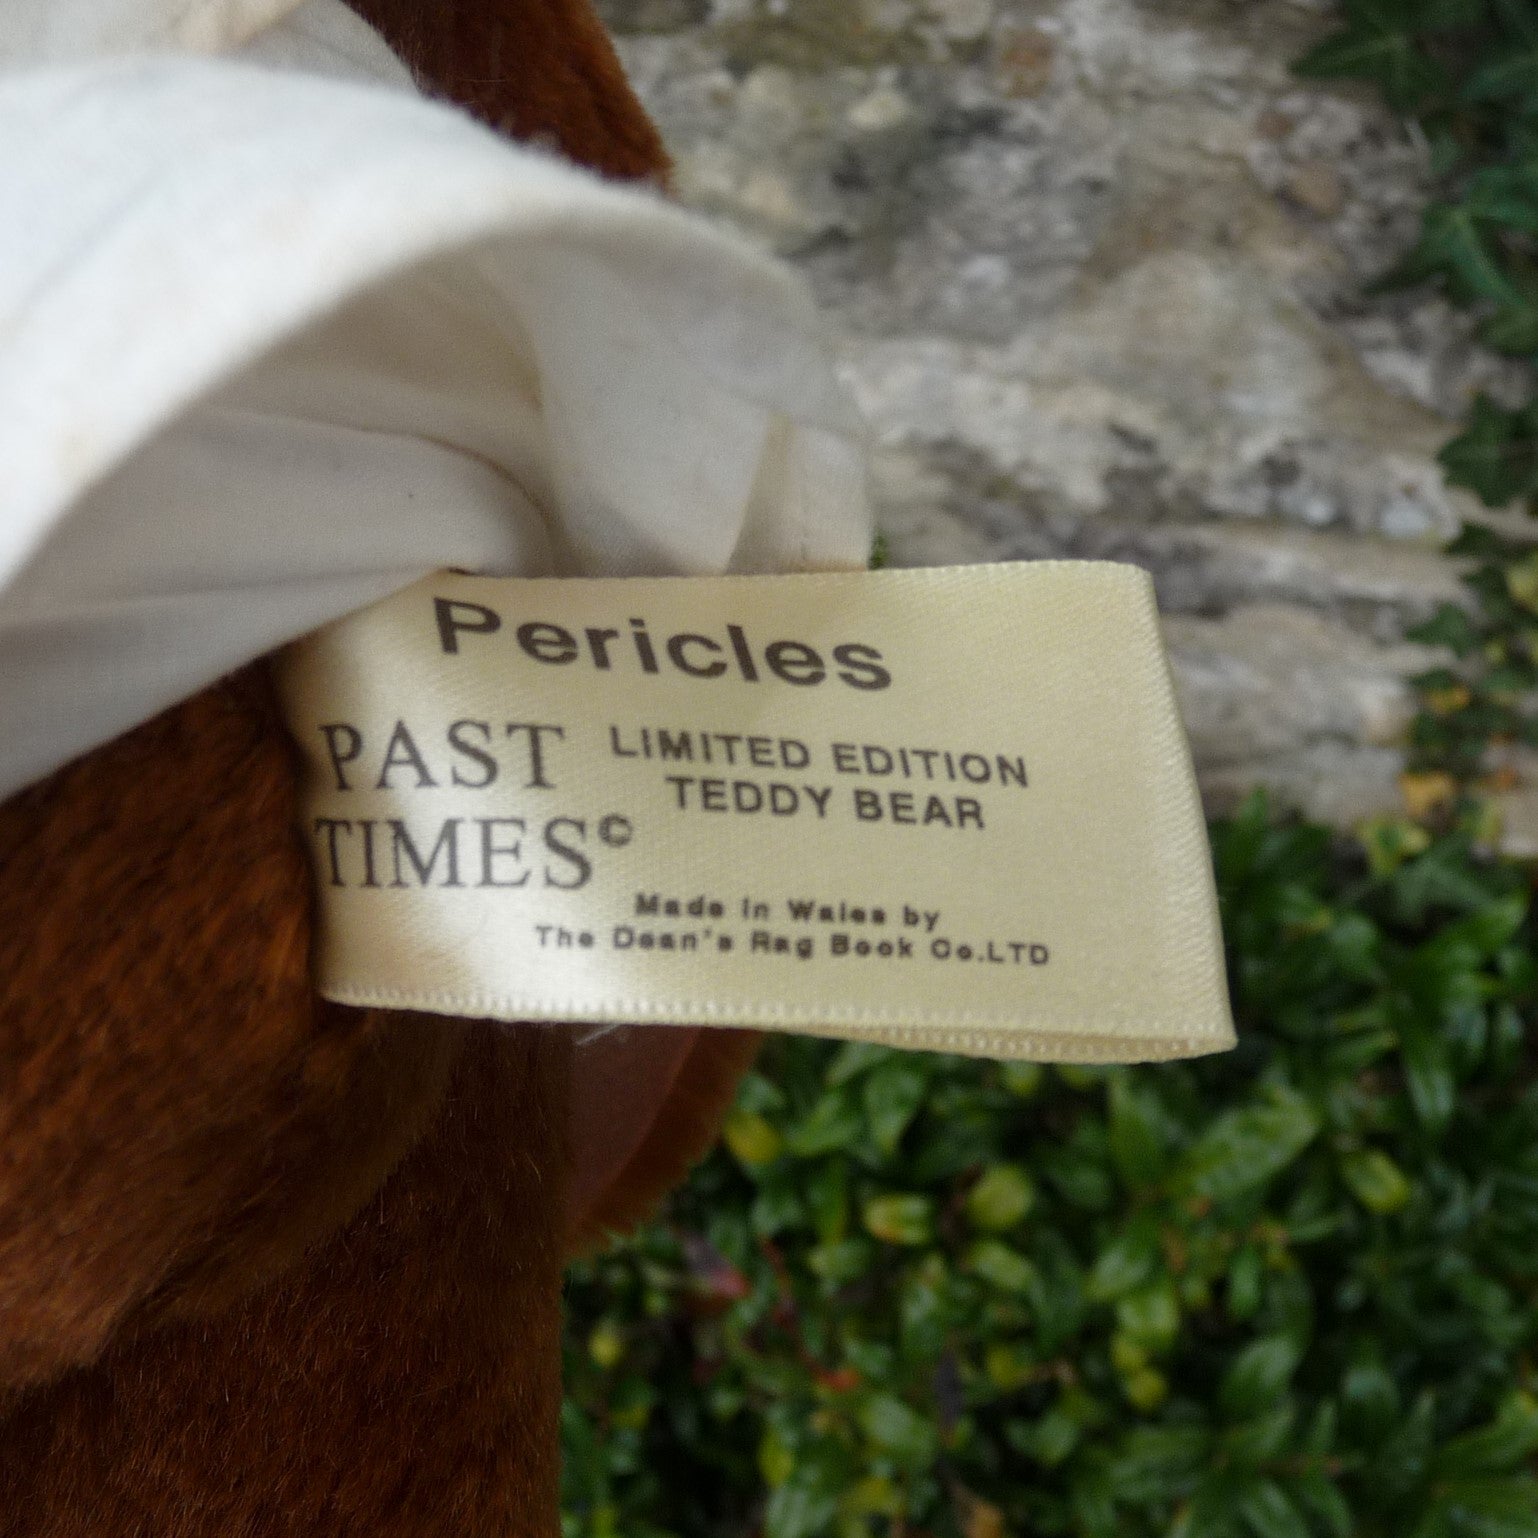 Pericles
PAST
TIMES©
LIMITED EDITION
TEDDY BEAR
Made in Wales by
The Dean's Rag Book Co.LTD